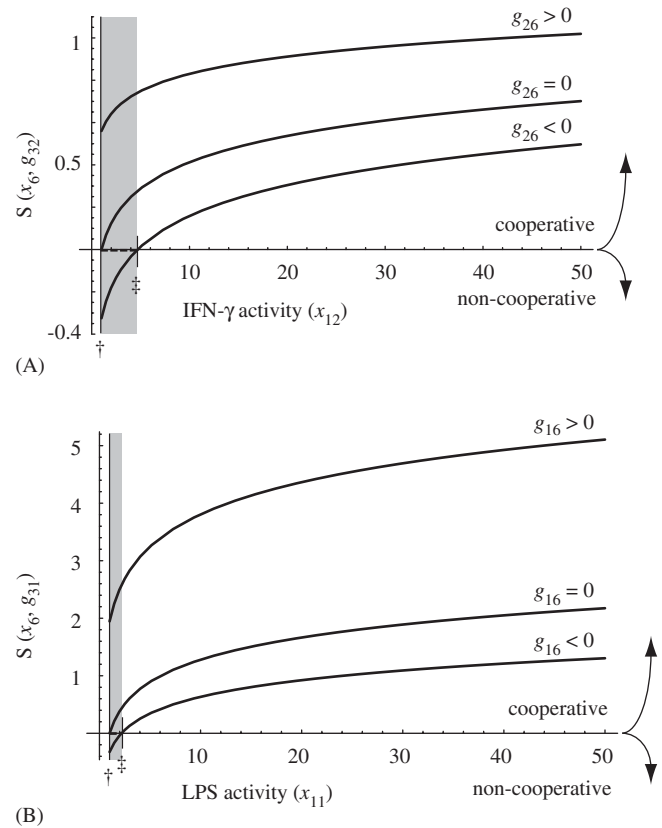 1
g26 > 0
g26 = 0
g26 < 0
S (x6, g32)
0.5
cooperative
10 20 30 40 50
non-cooperative
‡
IFN-γ activity (x12)
-0.4
†
(A)
5
g16 > 0
4
3
S (x6, g31)
2
g16 = 0
g16 < 0
1
cooperative
10 20 30 40 50
† ‡
LPS activity (x11)
non-cooperative
(B)